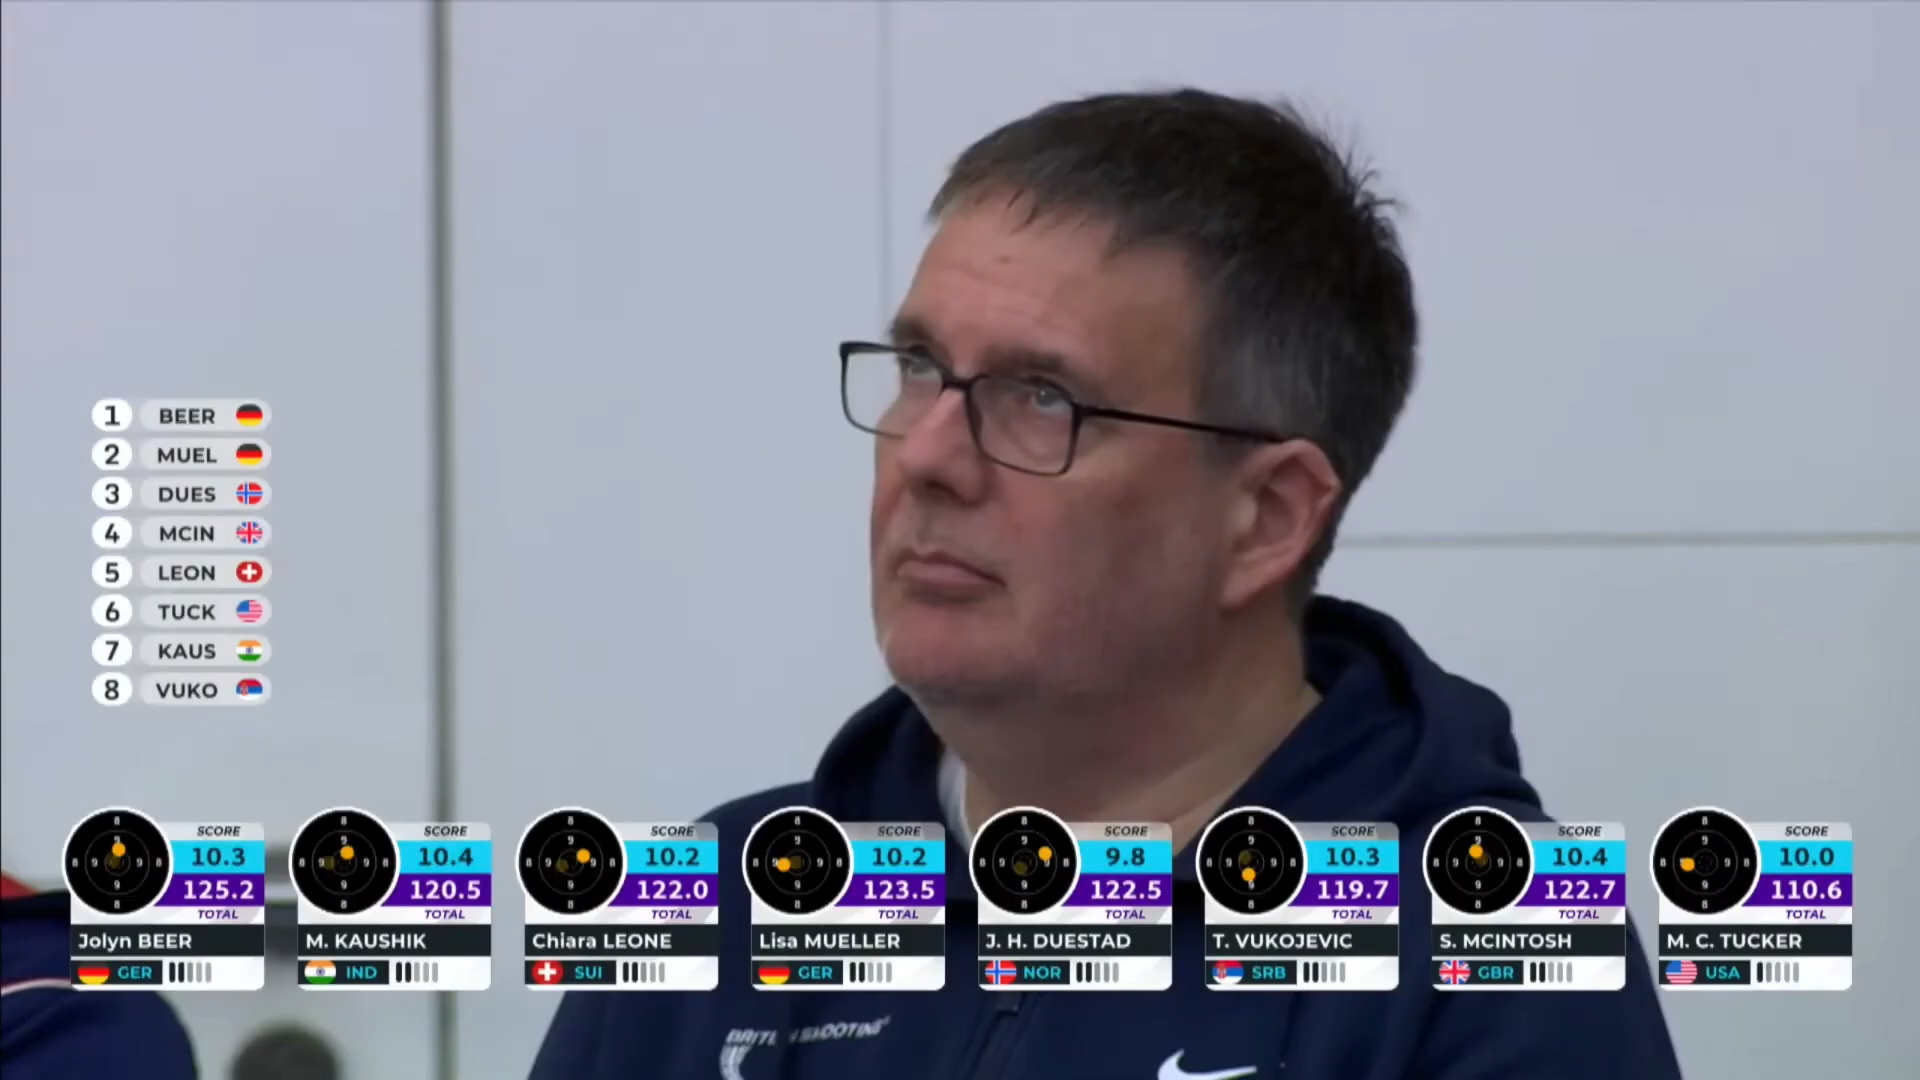 1 BEER
2 MUEL
3 DUES
4 MCIN
5 LEON
6 TUCK
7 KAUS
8 VUKO
SCORE
10.3
125.2
TOTAL
Jolyn BEER
GER
SCORE
10.4
120.5
TOTAL
M. KAUSHIK
IND
SCORE
10.2
122.0
TOTAL
Chiara LEONE
SUI
SCORE
10.2
123.5
TOTAL
Lisa MUELLER
GER
SCORE
9.8
122.5
TOTAL
J. H. DUESTAD
NOR
SCORE
10.3
119.7
TOTAL
T. VUKOJEVIC
SRB
SCORE
10.4
122.7
TOTAL
S. MCINTOSH
GBR
SCORE
10.0
110.6
TOTAL
M. C. TUCKER
USA
SHOOTING